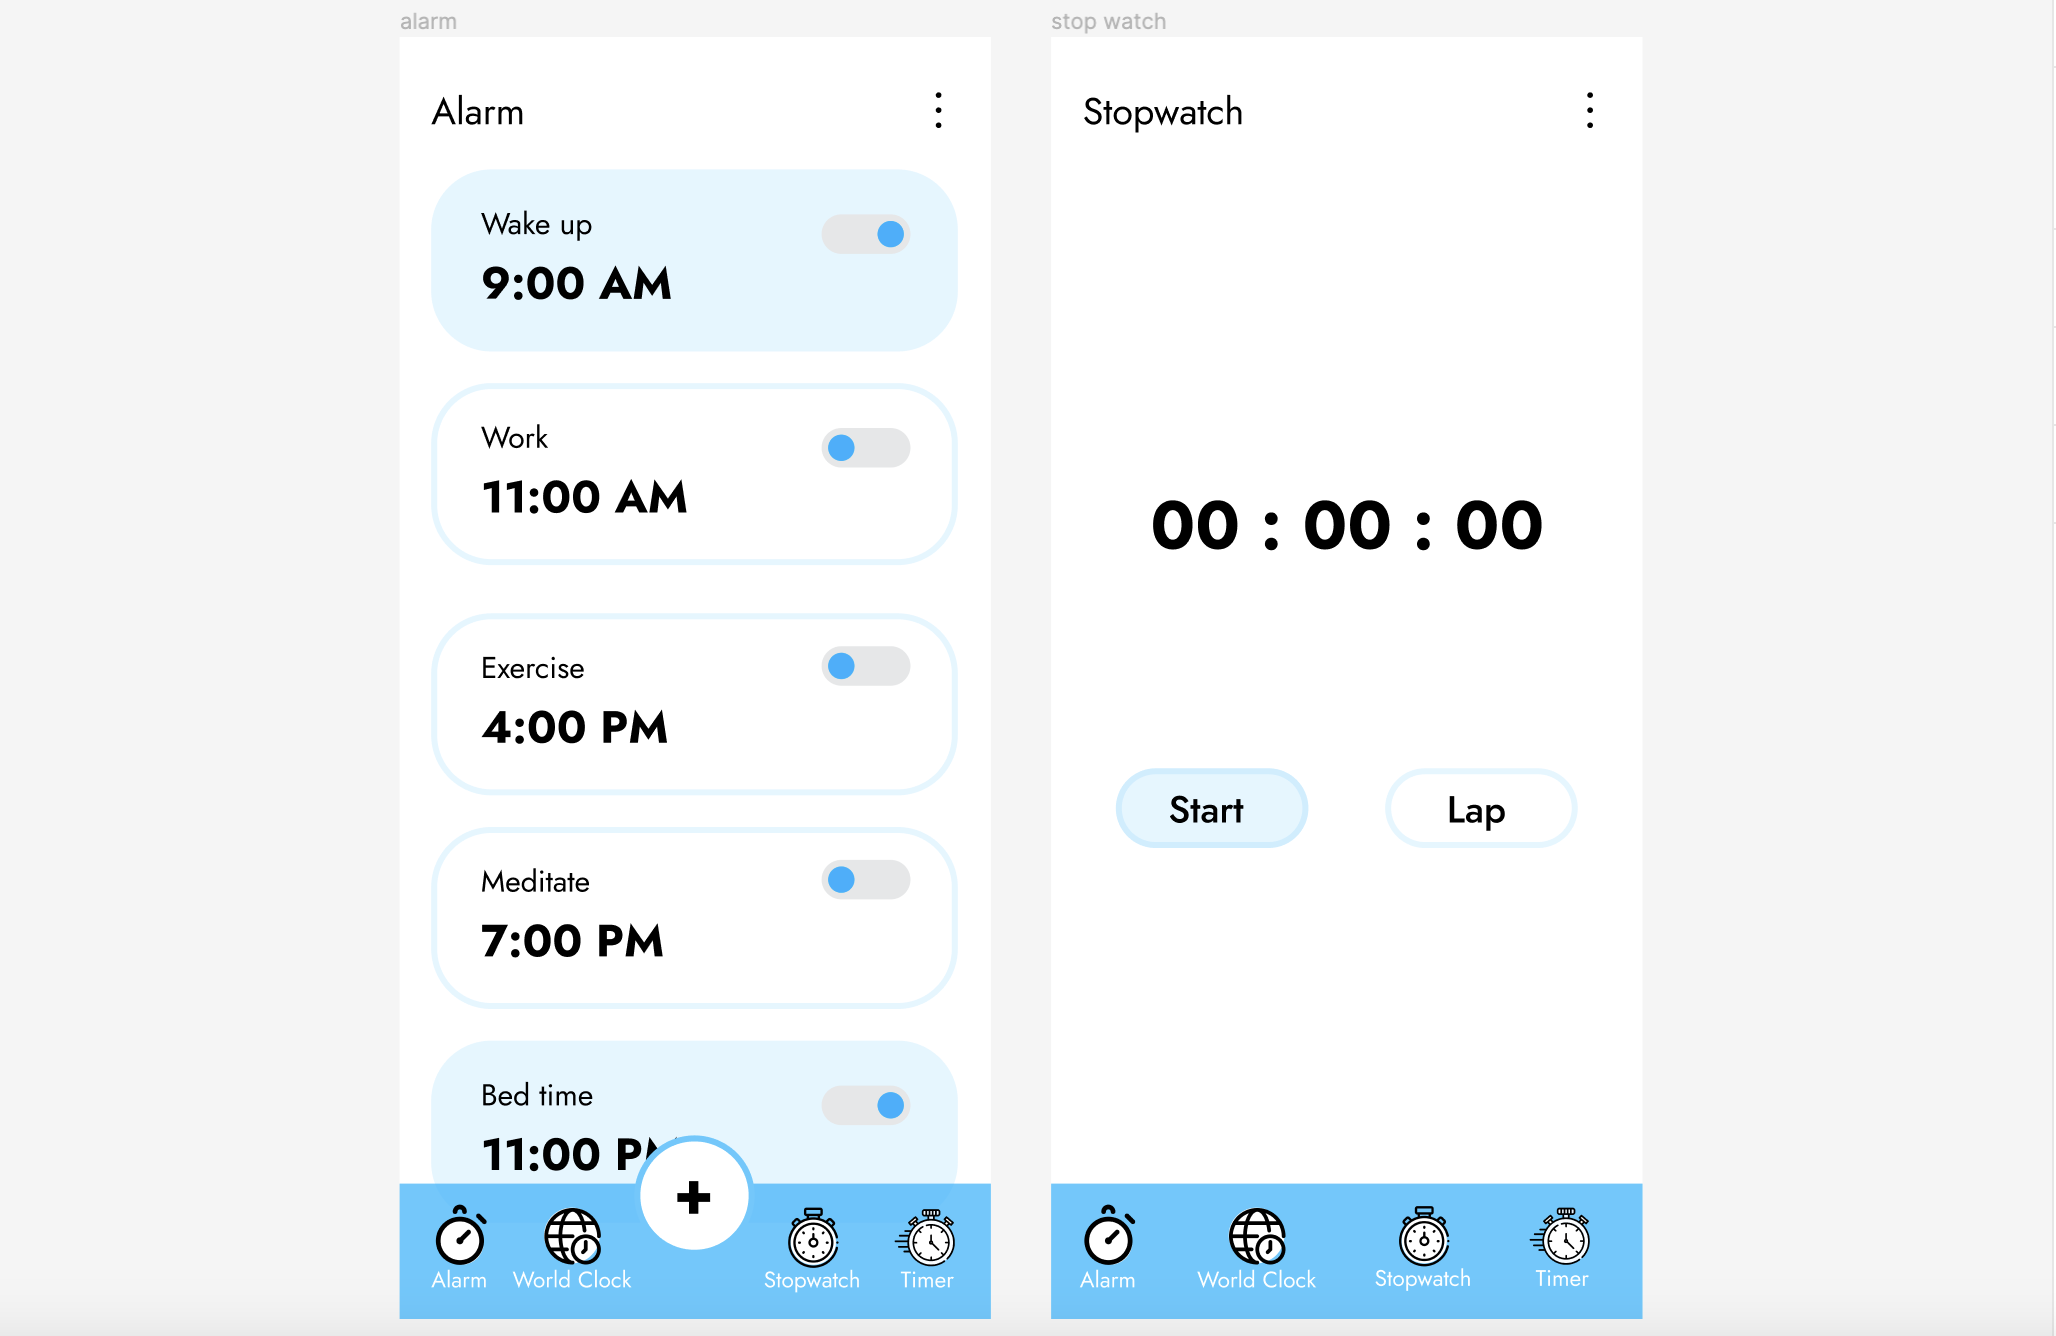 alarm
Alarm
Wake up
9:00 AM
Work
11:00 AM
Exercise
4:00 PM
Meditate
7:00 PM
Bed time
11:00 P
+
Alarm World Clock Stopwatch Timer
stop watch
Stopwatch
00 : 00 : 00
Start Lap
Alarm World Clock Stopwatch Timer